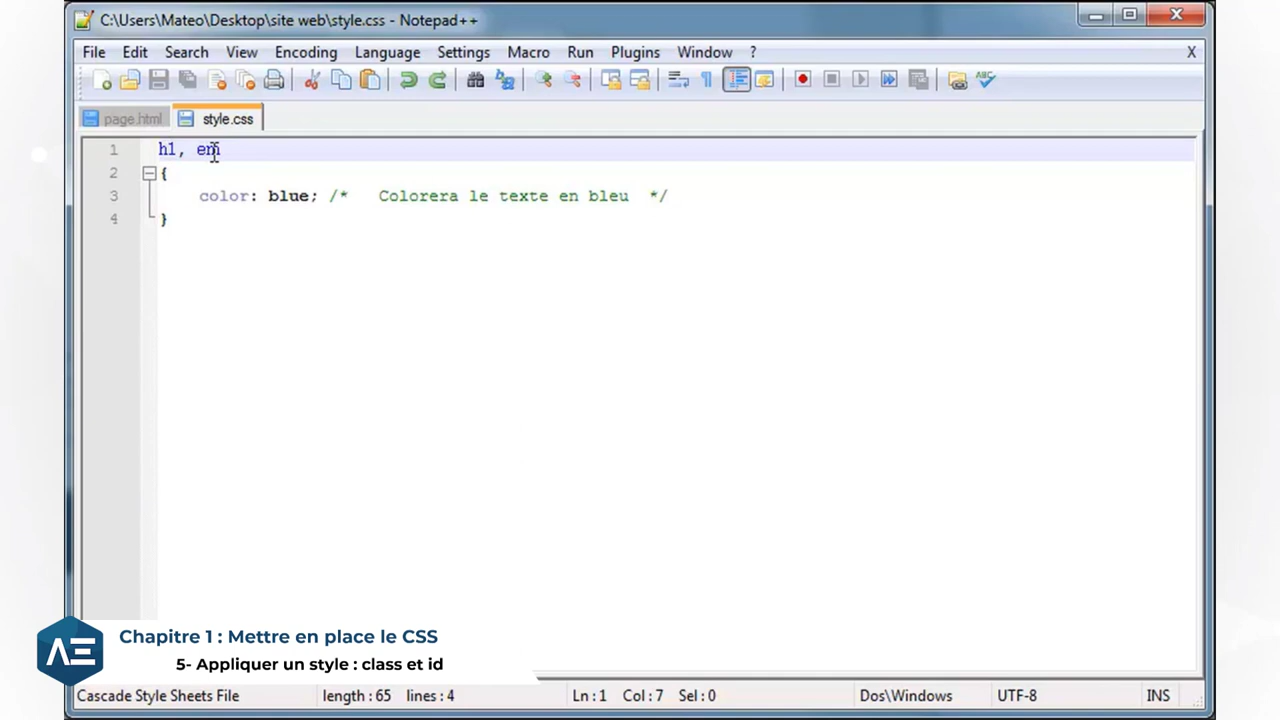 C:\Users\Mateo\Desktop\site web\style.css - Notepad++
File Edit Search View Encoding Language Settings Macro Run Plugins Window ? X
page.html style.css
1 h1, em
2 {
3 color: blue; /* Colorera le texte en bleu */
4 }
Chapitre 1 : Mettre en place le CSS
5- Appliquer un style : class et id
Cascade Style Sheets File length : 65 lines : 4 Ln : 1 Col : 7 Sel : 0 Dos\Windows UTF-8 INS